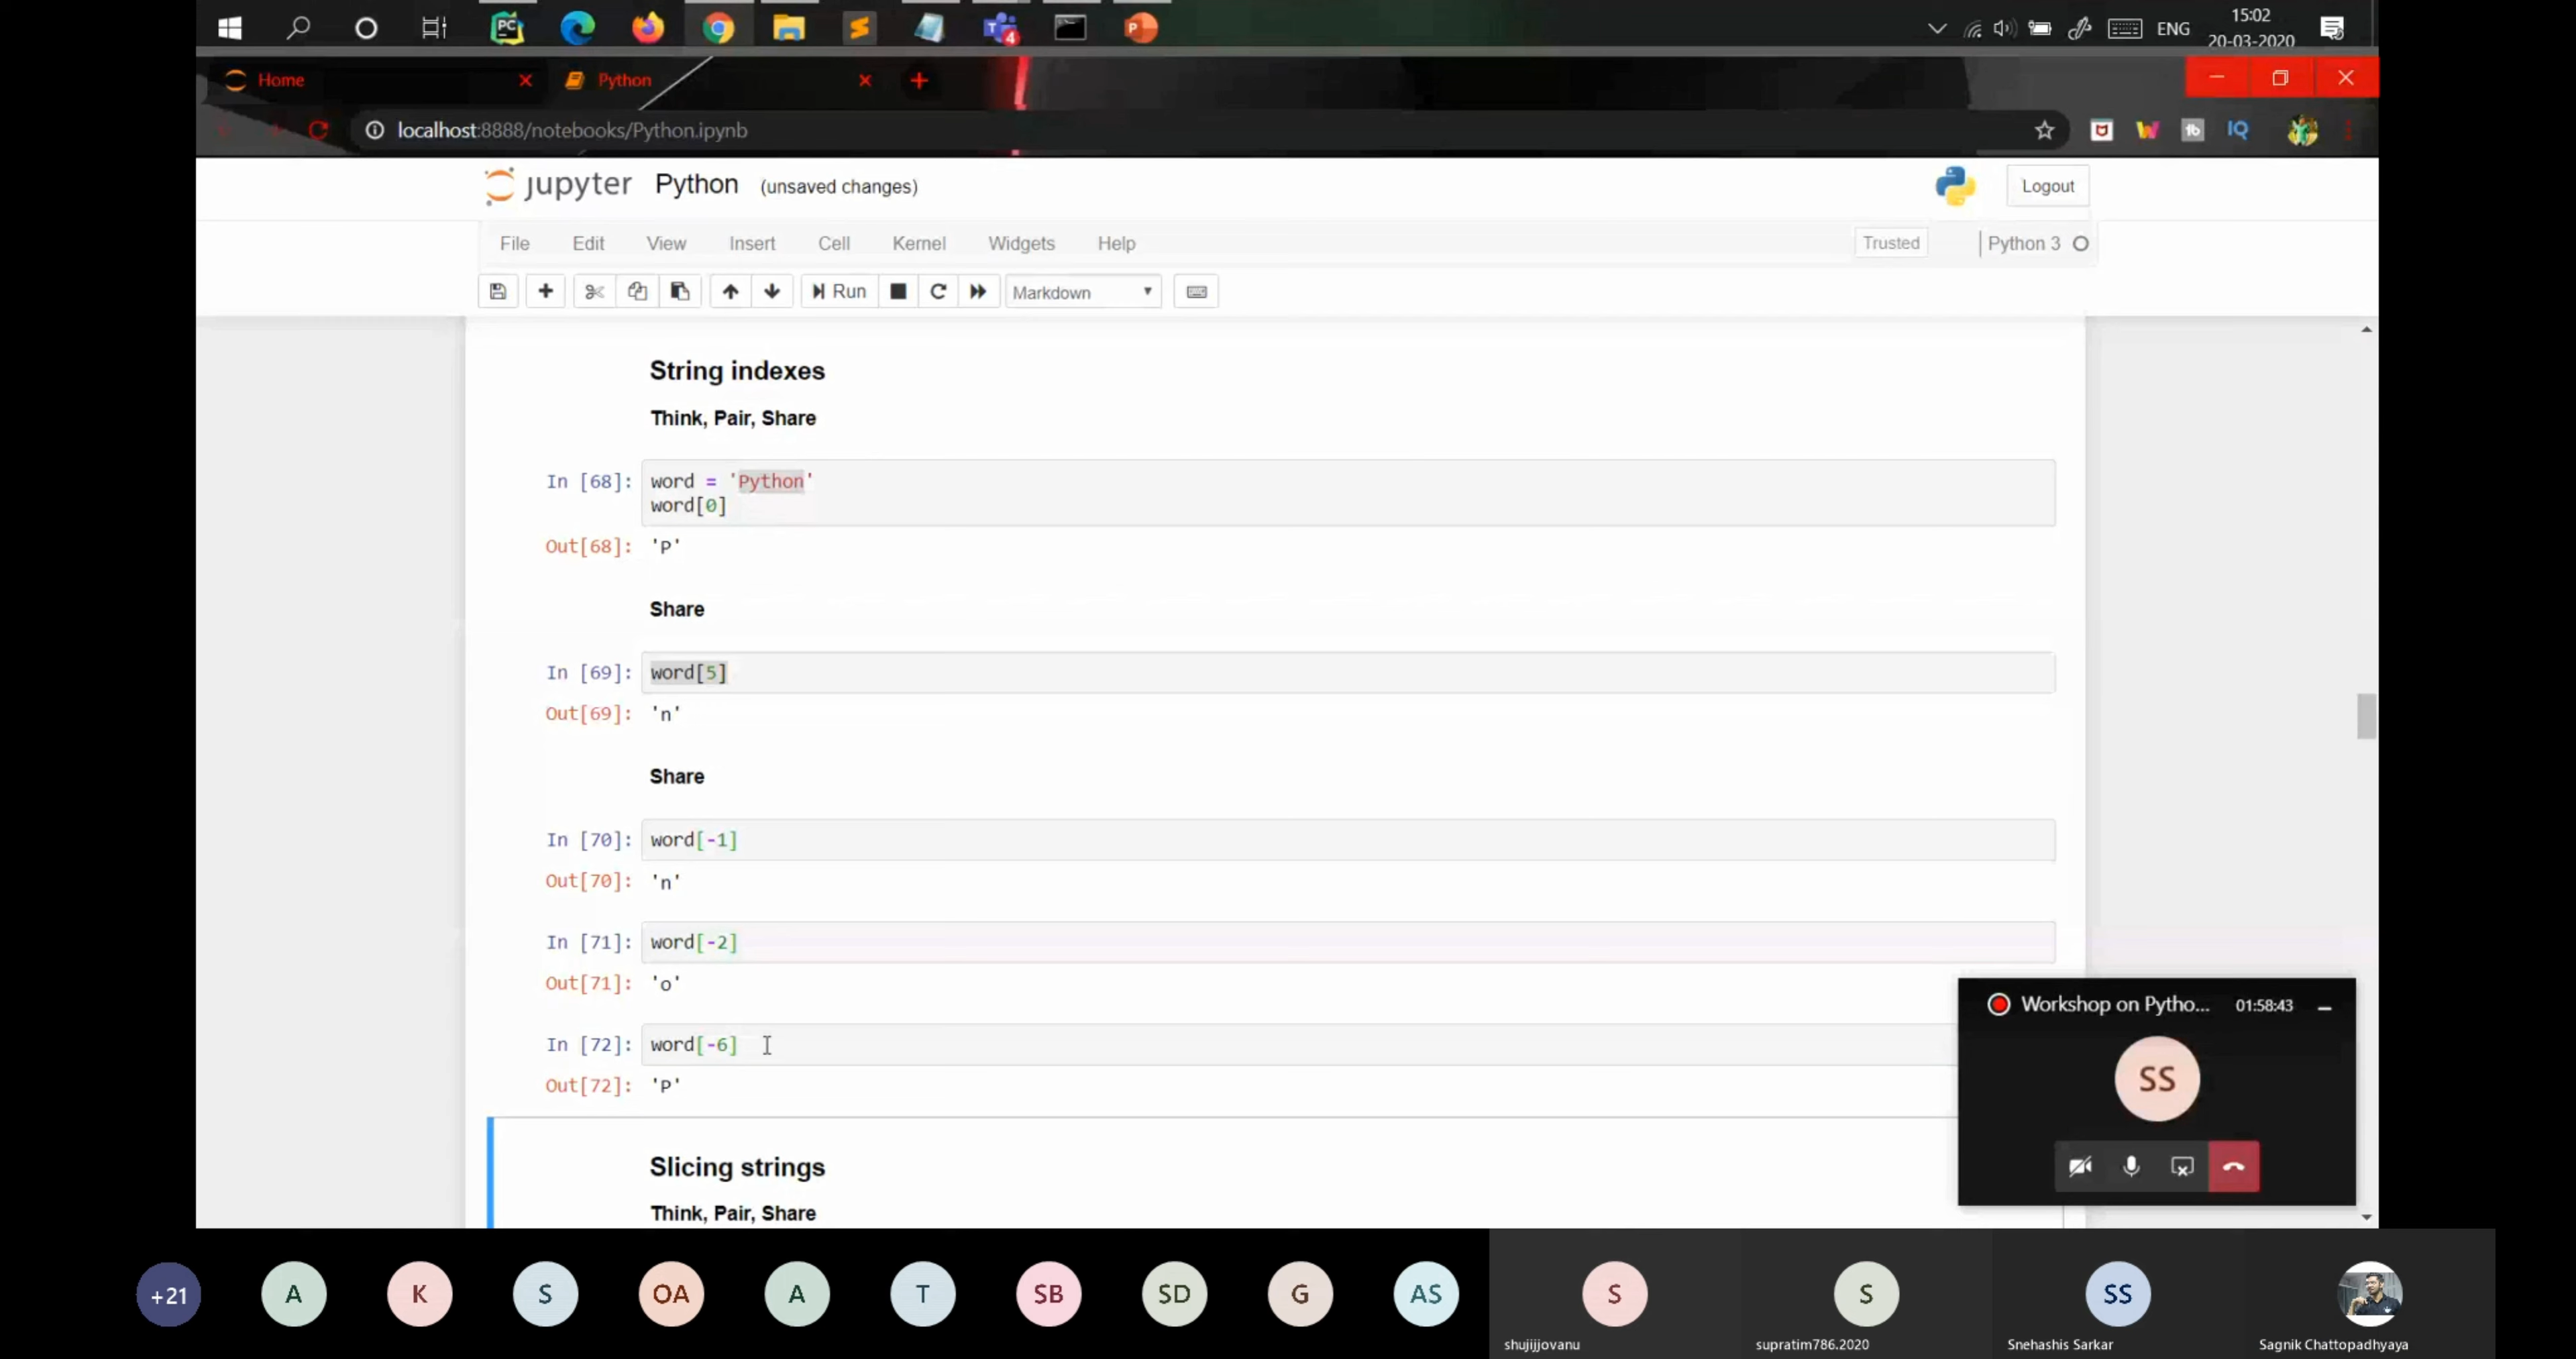 PC
4
P
ENG
15:02
20-03-2020
Home
Python
localhost:8888/notebooks/Python.ipynb
W
tb
IQ
jupyter Python (unsaved changes)
Logout
File Edit View Insert Cell Kernel Widgets Help
Trusted
Python 3
Run
Markdown
String indexes
Think, Pair, Share
In [68]: word = 'Python'
word[0]
Out[68]: 'P'
Share
In [69]: word[5]
Out[69]: 'n'
Share
In [70]: word[-1]
Out[70]: 'n'
In [71]: word[-2]
Out[71]: 'o'
In [72]: word[-6]
Out[72]: 'P'
Slicing strings
Think, Pair, Share
Workshop on Pytho... 01:58:43
SS
+21 A K S OA A T SB SD G AS S S SS
shujijjovanu supratim786.2020 Snehashis Sarkar Sagnik Chattopadhyaya